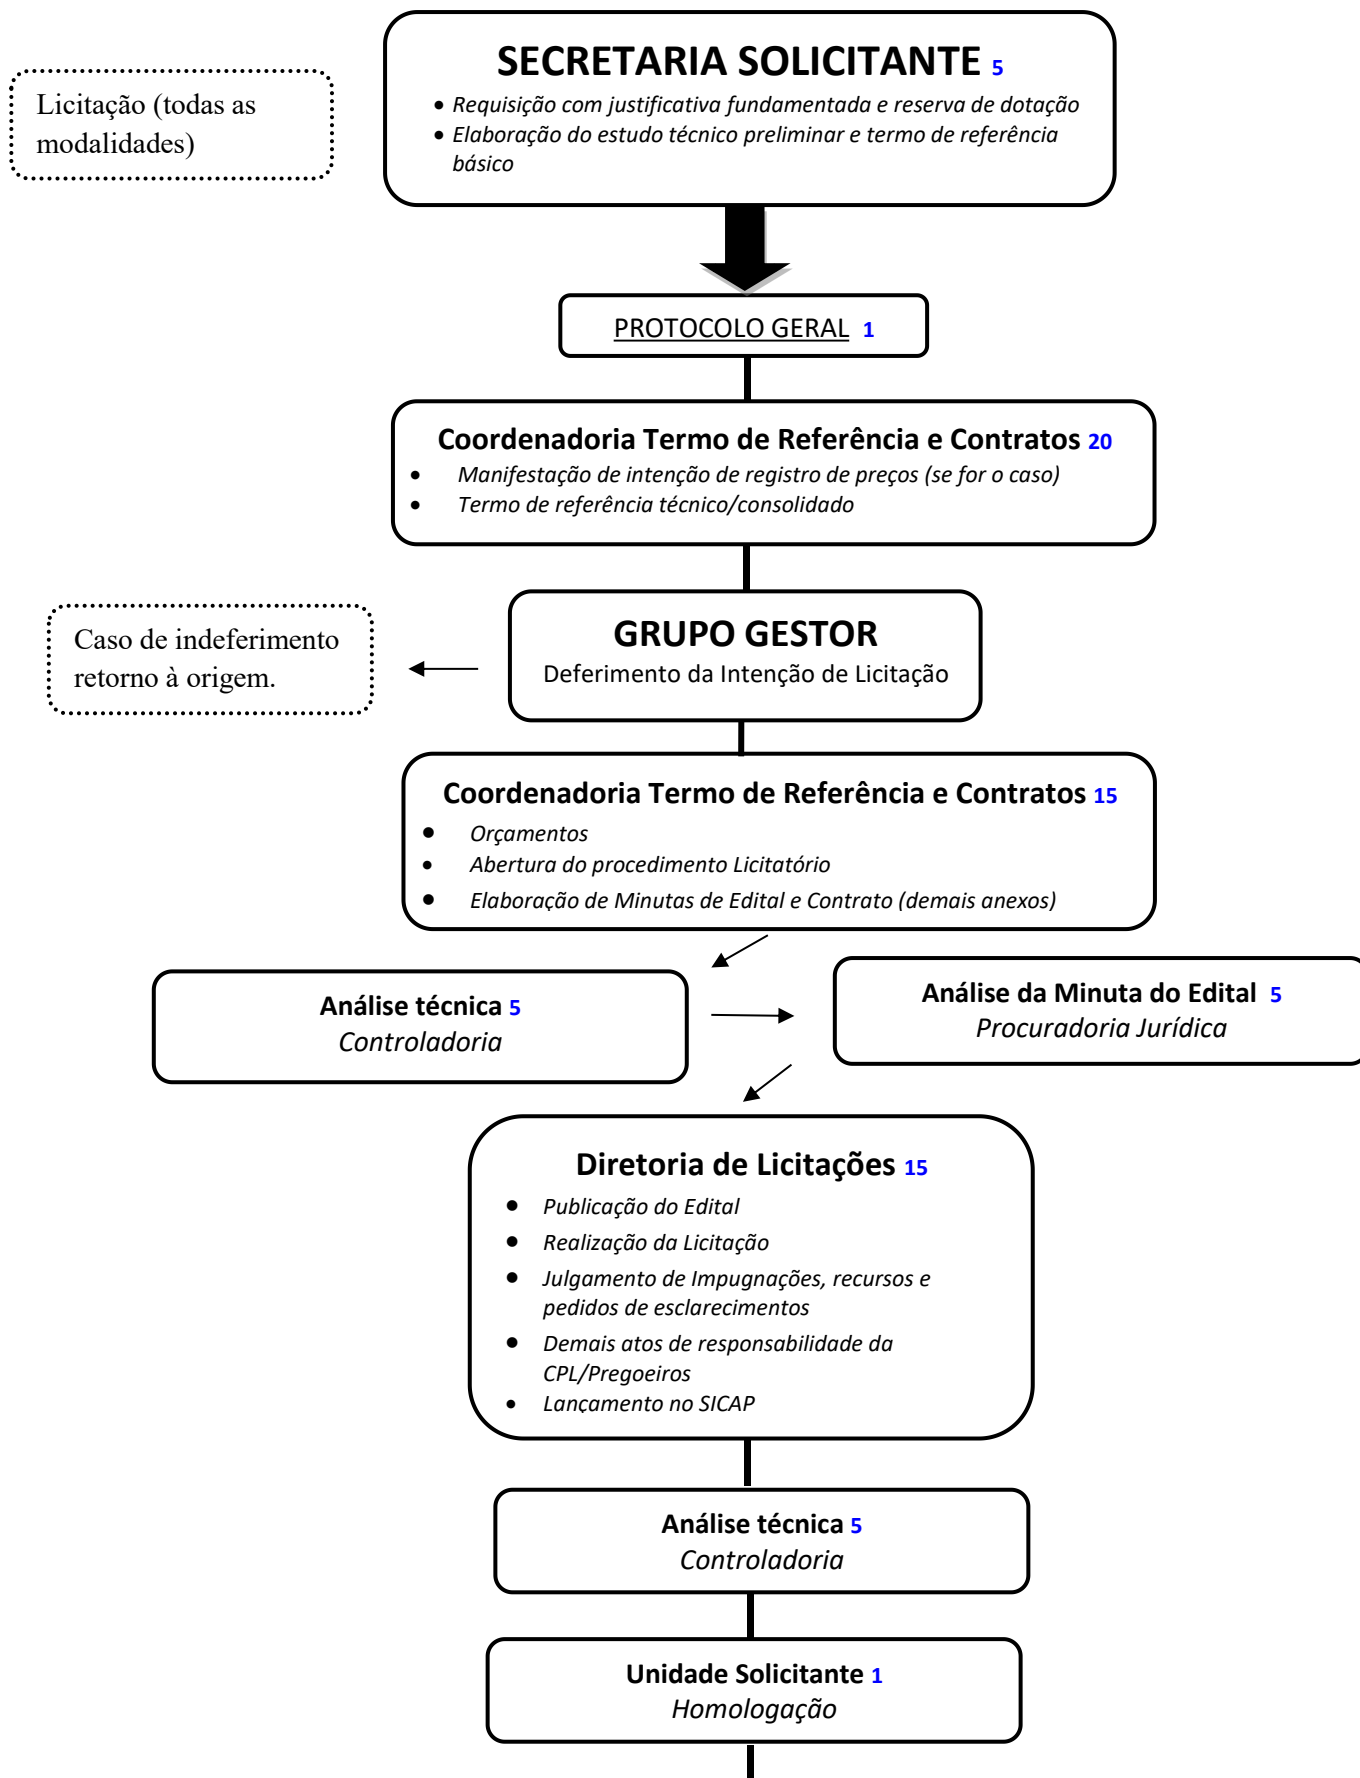 SECRETARIA SOLICITANTE 5
• Requisição com justificativa fundamentada e reserva de dotação
• Elaboração do estudo técnico preliminar e termo de referência
básico
Licitação (todas as
modalidades)
PROTOCOLO GERAL 1
Coordenadoria Termo de Referência e Contratos 20
• Manifestação de intenção de registro de preços (se for o caso)
• Termo de referência técnico/consolidado
GRUPO GESTOR
Deferimento da Intenção de Licitação
Caso de indeferimento
retorno à origem.
Coordenadoria Termo de Referência e Contratos 15
• Orçamentos
• Abertura do procedimento Licitatório
• Elaboração de Minutas de Edital e Contrato (demais anexos)
Análise técnica 5
Controladoria
Análise da Minuta do Edital 5
Procuradoria Jurídica
Diretoria de Licitações 15
• Publicação do Edital
• Realização da Licitação
• Julgamento de Impugnações, recursos e
pedidos de esclarecimentos
• Demais atos de responsabilidade da
CPL/Pregoeiros
• Lançamento no SICAP
Análise técnica 5
Controladoria
Unidade Solicitante 1
Homologação